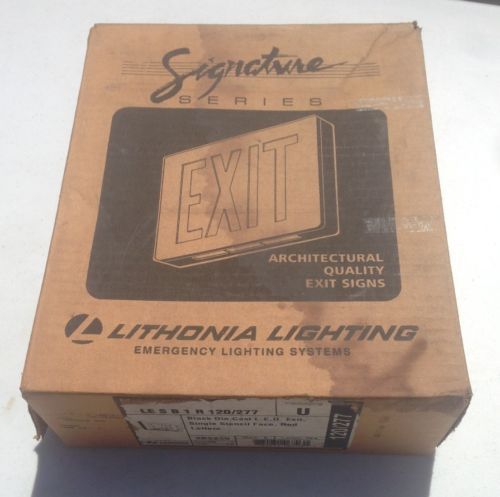 Signature
SERIES
EXIT
ARCHITECTURAL
QUALITY
EXIT SIGNS
LITHONIA LIGHTING
EMERGENCY LIGHTING SYSTEMS
LE S B 1 R 120/277
U
Black Die-Cast L.E.D. Exit,
Single Stencil Face, Red
Letters
120/277